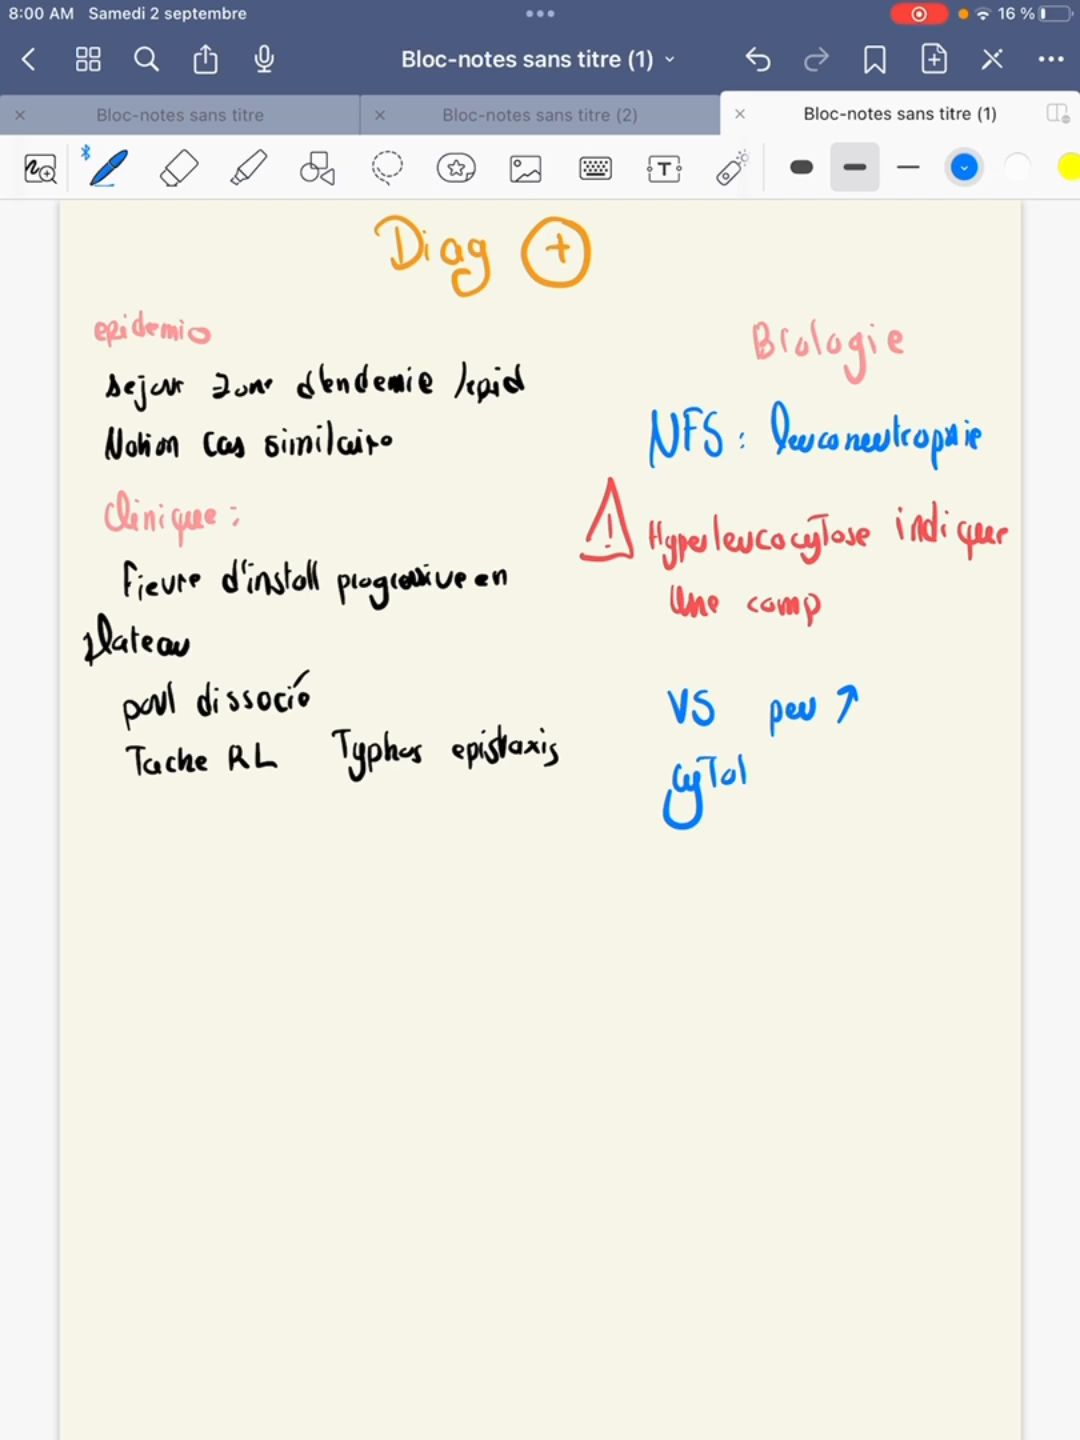 8:00 AM Samedi 2 septembre
16 %
Bloc-notes sans titre (1)
Bloc-notes sans titre
Bloc-notes sans titre (2)
Bloc-notes sans titre (1)
Diag +
epidemio
sejour zone d'endemie / epid
Notion cas similaire
Clinique :
Fievre d'install progressive en
plateau
poul dissocié
Tache RL Typhos epistaxis
Biologie
NFS : leuconeutropnie
! Hyperleucocytose indiquer
une comp
VS peu ↑
cyTol